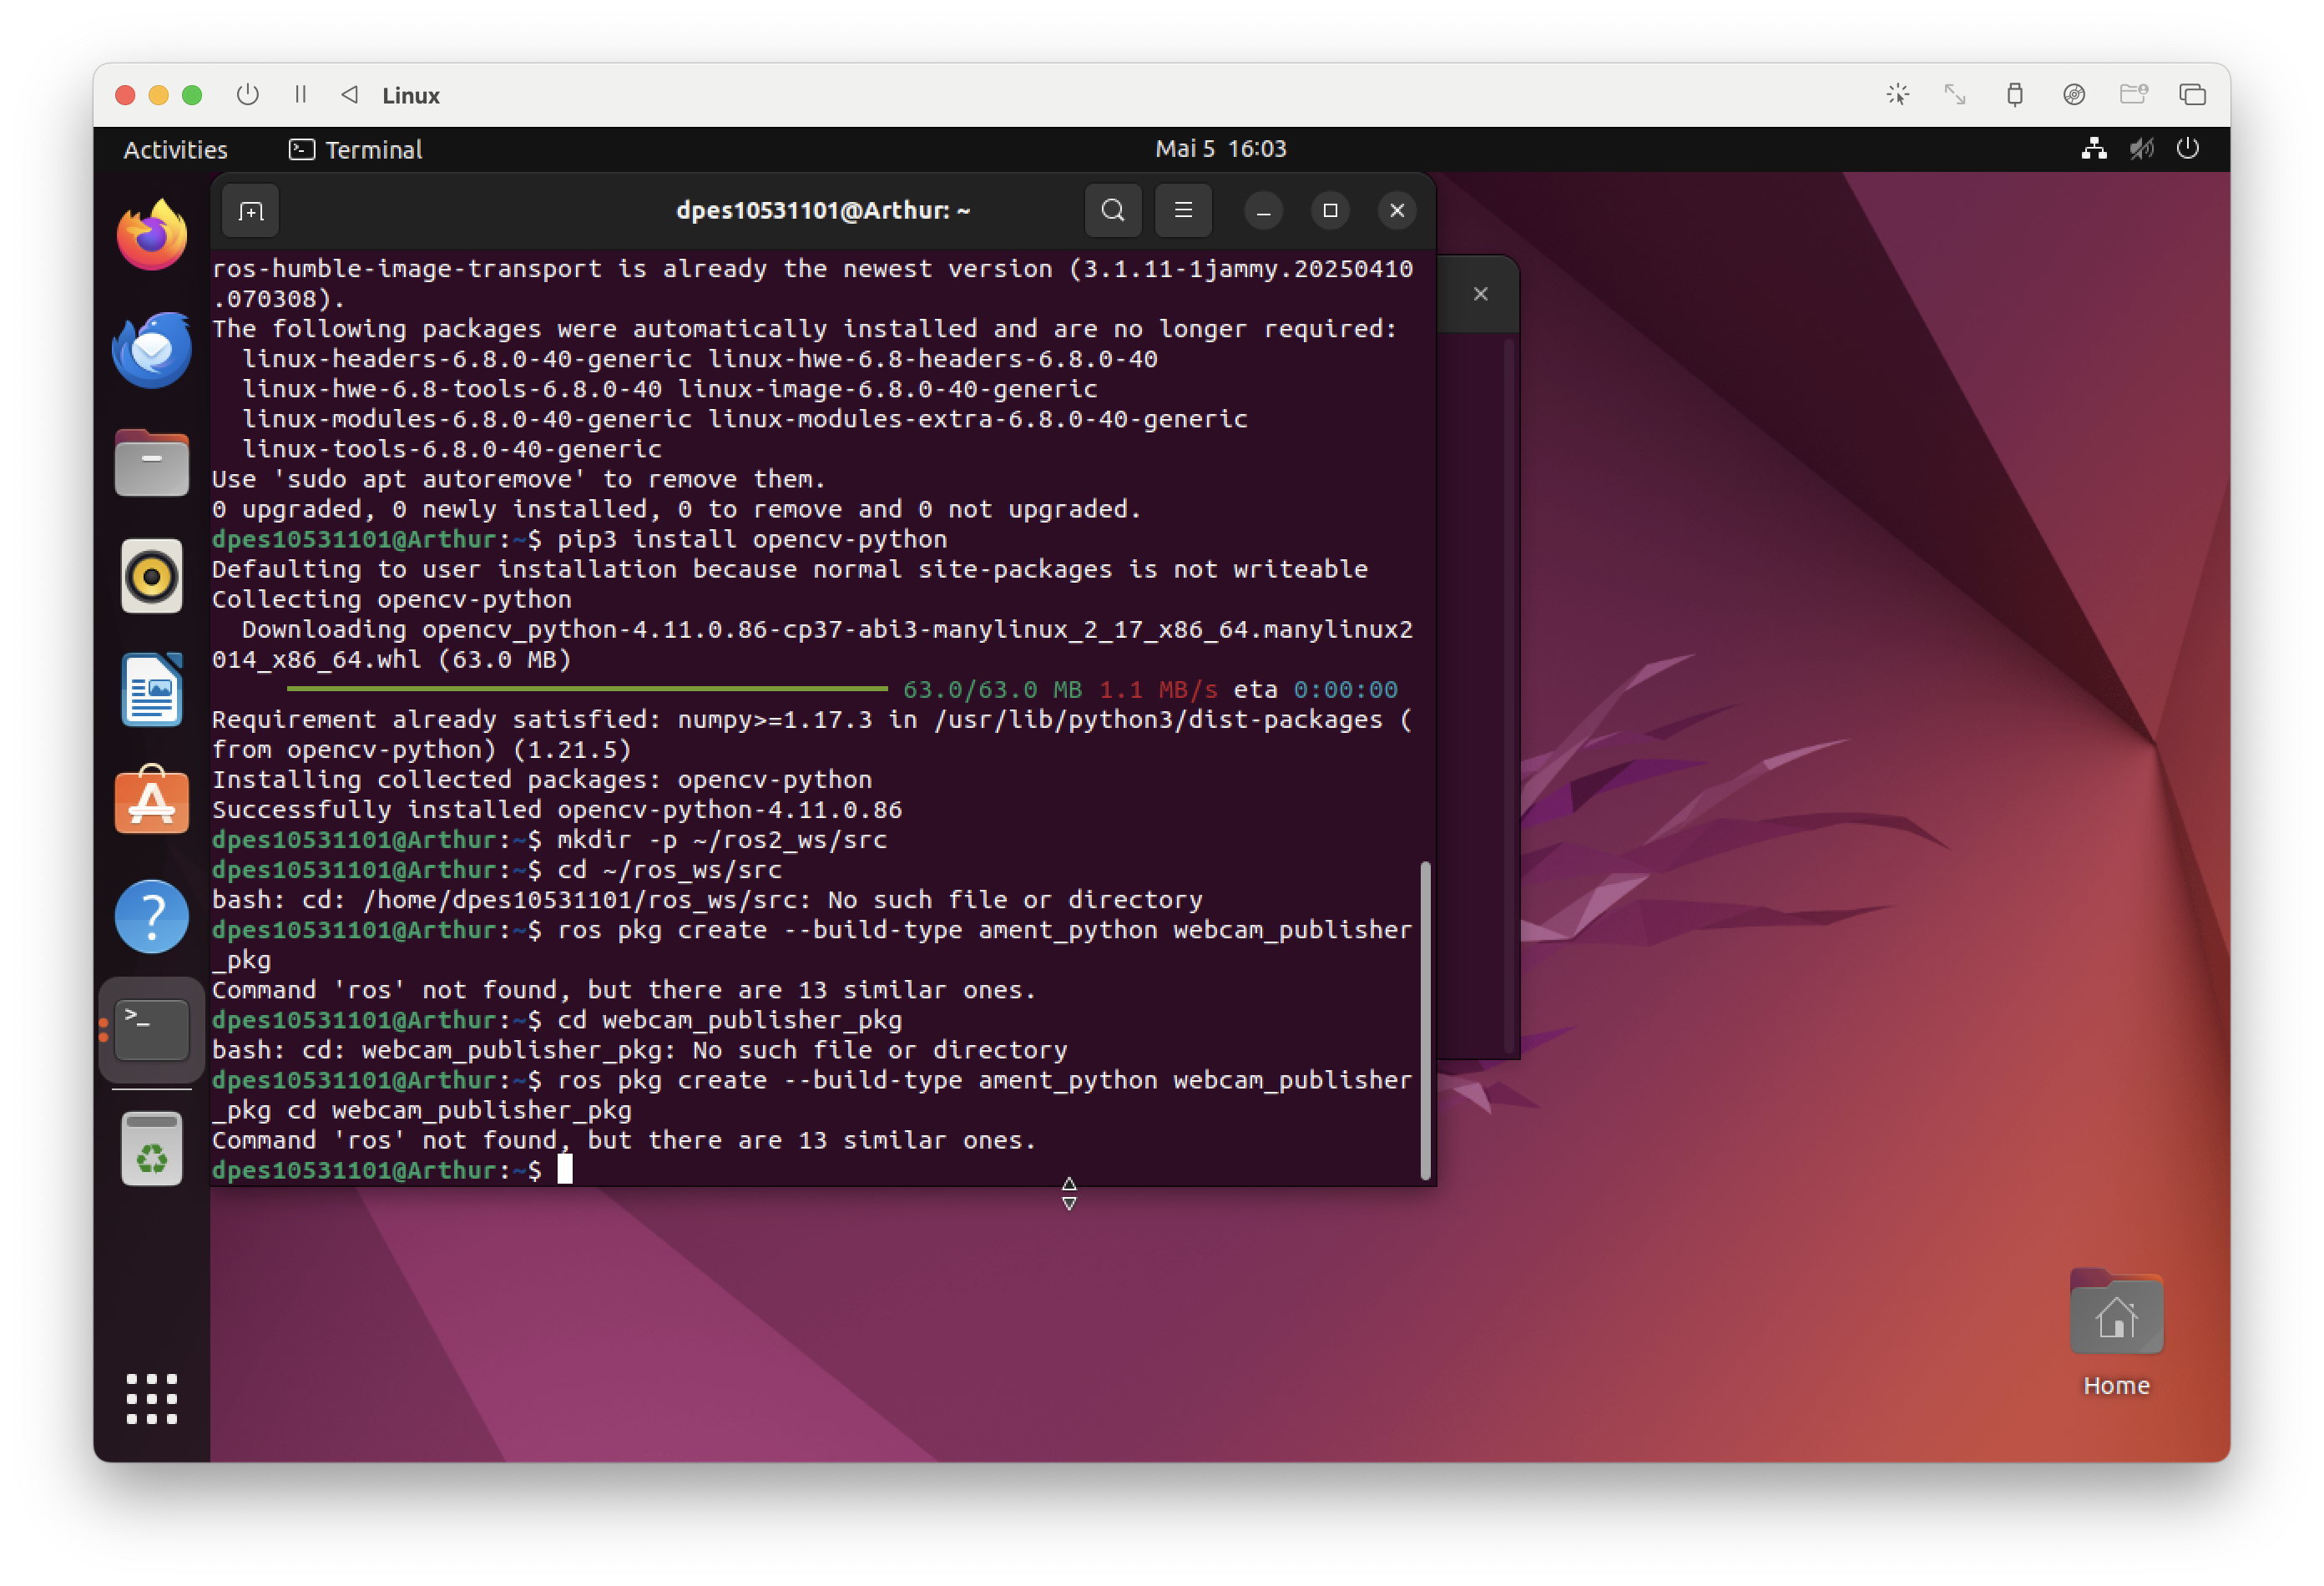 Linux
Activities
Terminal
Mai 5 16:03
dpes10531101@Arthur: ~
ros-humble-image-transport is already the newest version (3.1.11-1jammy.20250410
.070308).
The following packages were automatically installed and are no longer required:
  linux-headers-6.8.0-40-generic linux-hwe-6.8-headers-6.8.0-40
  linux-hwe-6.8-tools-6.8.0-40 linux-image-6.8.0-40-generic
  linux-modules-6.8.0-40-generic linux-modules-extra-6.8.0-40-generic
  linux-tools-6.8.0-40-generic
Use 'sudo apt autoremove' to remove them.
0 upgraded, 0 newly installed, 0 to remove and 0 not upgraded.
dpes10531101@Arthur:~$ pip3 install opencv-python
Defaulting to user installation because normal site-packages is not writeable
Collecting opencv-python
  Downloading opencv_python-4.11.0.86-cp37-abi3-manylinux_2_17_x86_64.manylinux2
014_x86_64.whl (63.0 MB)
63.0/63.0 MB 1.1 MB/s eta 0:00:00
Requirement already satisfied: numpy>=1.17.3 in /usr/lib/python3/dist-packages (
from opencv-python) (1.21.5)
Installing collected packages: opencv-python
Successfully installed opencv-python-4.11.0.86
dpes10531101@Arthur:~$ mkdir -p ~/ros2_ws/src
dpes10531101@Arthur:~$ cd ~/ros_ws/src
bash: cd: /home/dpes10531101/ros_ws/src: No such file or directory
dpes10531101@Arthur:~$ ros pkg create --build-type ament_python webcam_publisher
_pkg
Command 'ros' not found, but there are 13 similar ones.
dpes10531101@Arthur:~$ cd webcam_publisher_pkg
bash: cd: webcam_publisher_pkg: No such file or directory
dpes10531101@Arthur:~$ ros pkg create --build-type ament_python webcam_publisher
_pkg cd webcam_publisher_pkg
Command 'ros' not found, but there are 13 similar ones.
dpes10531101@Arthur:~$
Home